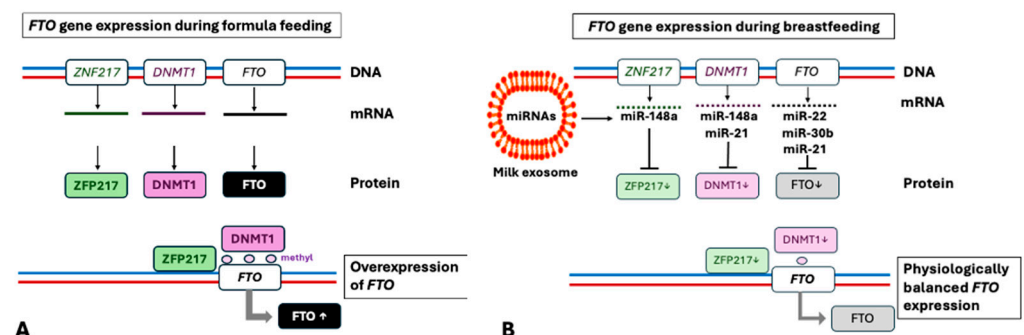 FTO gene expression during formula feeding
ZNF217 DNMT1 FTO DNA
mRNA
ZFP217 DNMT1 FTO Protein
DNMT1
ZFP217 methyl
FTO
Overexpression
of FTO
FTO ↑
A
FTO gene expression during breastfeeding
ZNF217 DNMT1 FTO DNA
mRNA
miRNAs
miR-148a miR-148a miR-22
miR-21 miR-30b
miR-21
Milk exosome
ZFP217↓ DNMT1↓ FTO↓ Protein
DNMT1↓
ZFP217↓
FTO
Physiologically
balanced FTO
expression
FTO
B